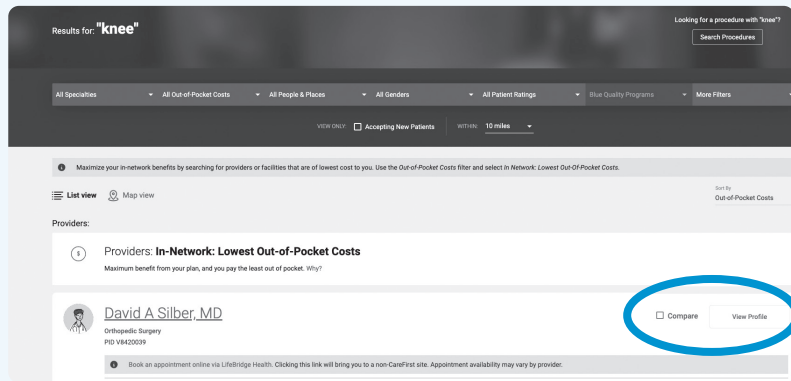 Results for: "knee"
Looking for a procedure with "knee"?
Search Procedures
All Specialties All Out-of-Pocket Costs All People & Places All Genders All Patient Ratings Blue Quality Programs More Filters
VIEW ONLY: Accepting New Patients WITHIN: 10 miles
Maximize your in-network benefits by searching for providers or facilities that are of lowest cost to you. Use the Out-of-Pocket Costs filter and select In Network: Lowest Out-Of-Pocket Costs.
List view Map view
Sort By
Out-of-Pocket Costs
Providers:
$ Providers: In-Network: Lowest Out-of-Pocket Costs
Maximum benefit from your plan, and you pay the least out of pocket. Why?
David A Silber, MD
Compare View Profile
Orthopedic Surgery
PID V8420039
Book an appointment online via LifeBridge Health. Clicking this link will bring you to a non-CareFirst site. Appointment availability may vary by provider.